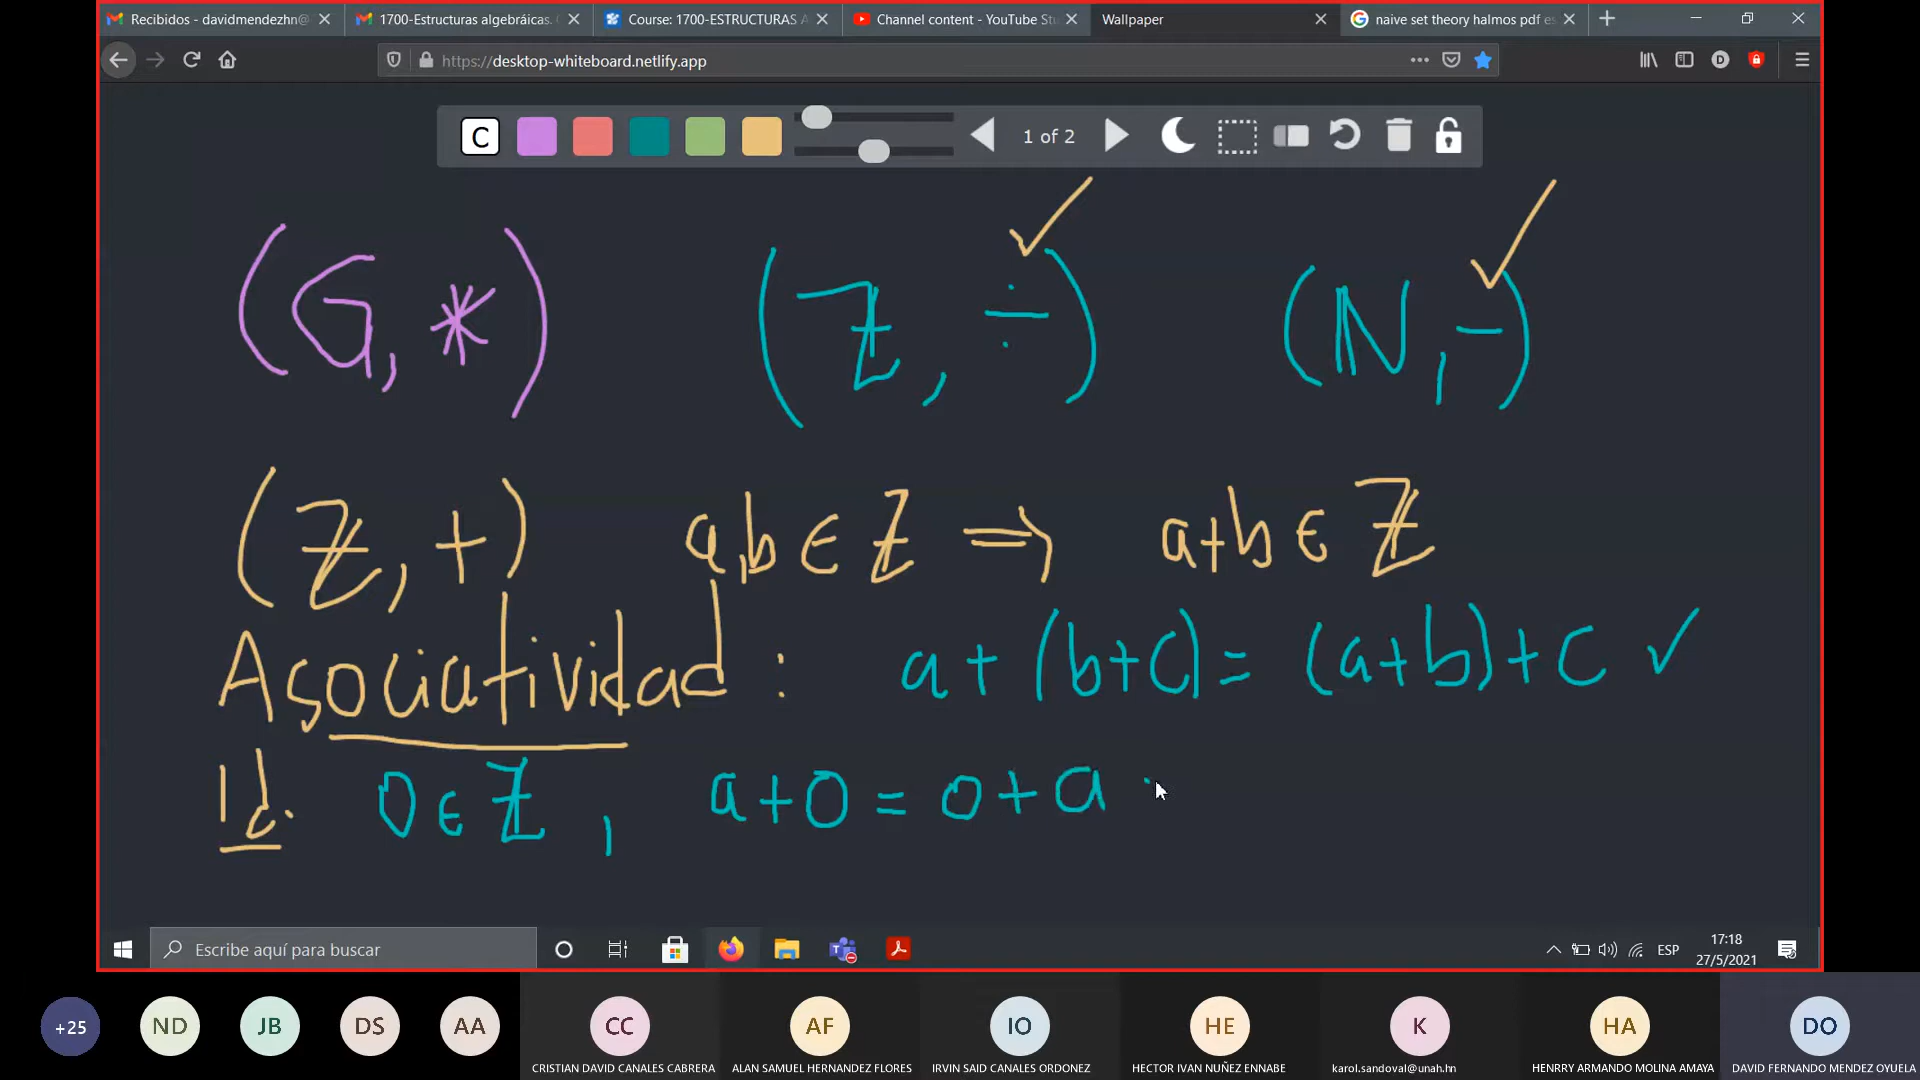 Recibidos - davidmendezhn@
1700-Estructuras algebráicas.
Course: 1700-ESTRUCTURAS A
Channel content - YouTube Stu
Wallpaper
naive set theory halmos pdf es
https://desktop-whiteboard.netlify.app
C
1 of 2
(G, *)
(ℤ, ÷) ✓
(ℕ, -) ✓
(ℤ, +) a,b ∈ ℤ ⇒ a+b ∈ ℤ
Asociatividad : a + (b+c) = (a+b)+c ✓
Id. 0 ∈ ℤ , a+0 = 0+a
Escribe aquí para buscar
ESP
17:18
27/5/2021
+25
ND
JB
DS
AA
CC
AF
IO
HE
K
HA
DO
CRISTIAN DAVID CANALES CABRERA
ALAN SAMUEL HERNANDEZ FLORES
IRVIN SAID CANALES ORDONEZ
HECTOR IVAN NUÑEZ ENNABE
karol.sandoval@unah.hn
HENRRY ARMANDO MOLINA AMAYA
DAVID FERNANDO MENDEZ OYUELA